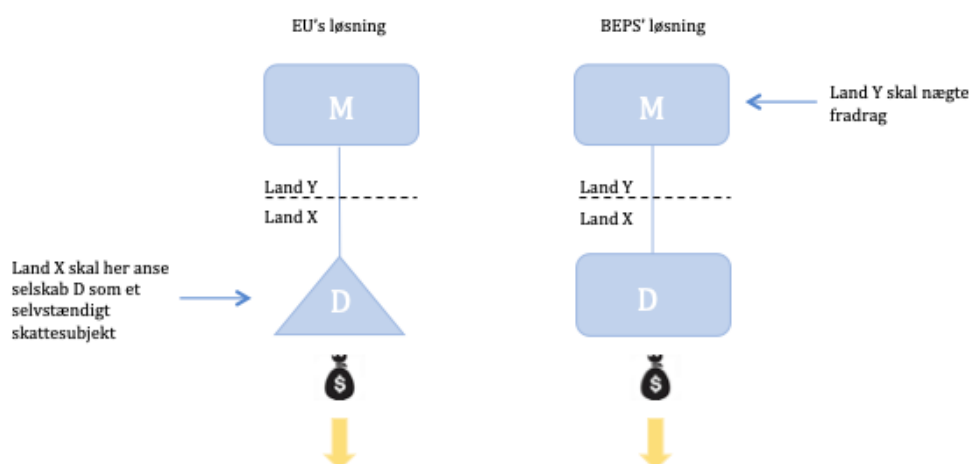 EU's løsning
BEPS' løsning
M
M
Land Y skal nægte
fradrag
Land Y
Land X
Land Y
Land X
Land X skal her anse
selskab D som et
selvstændigt
skattesubjekt
D
D
$
$